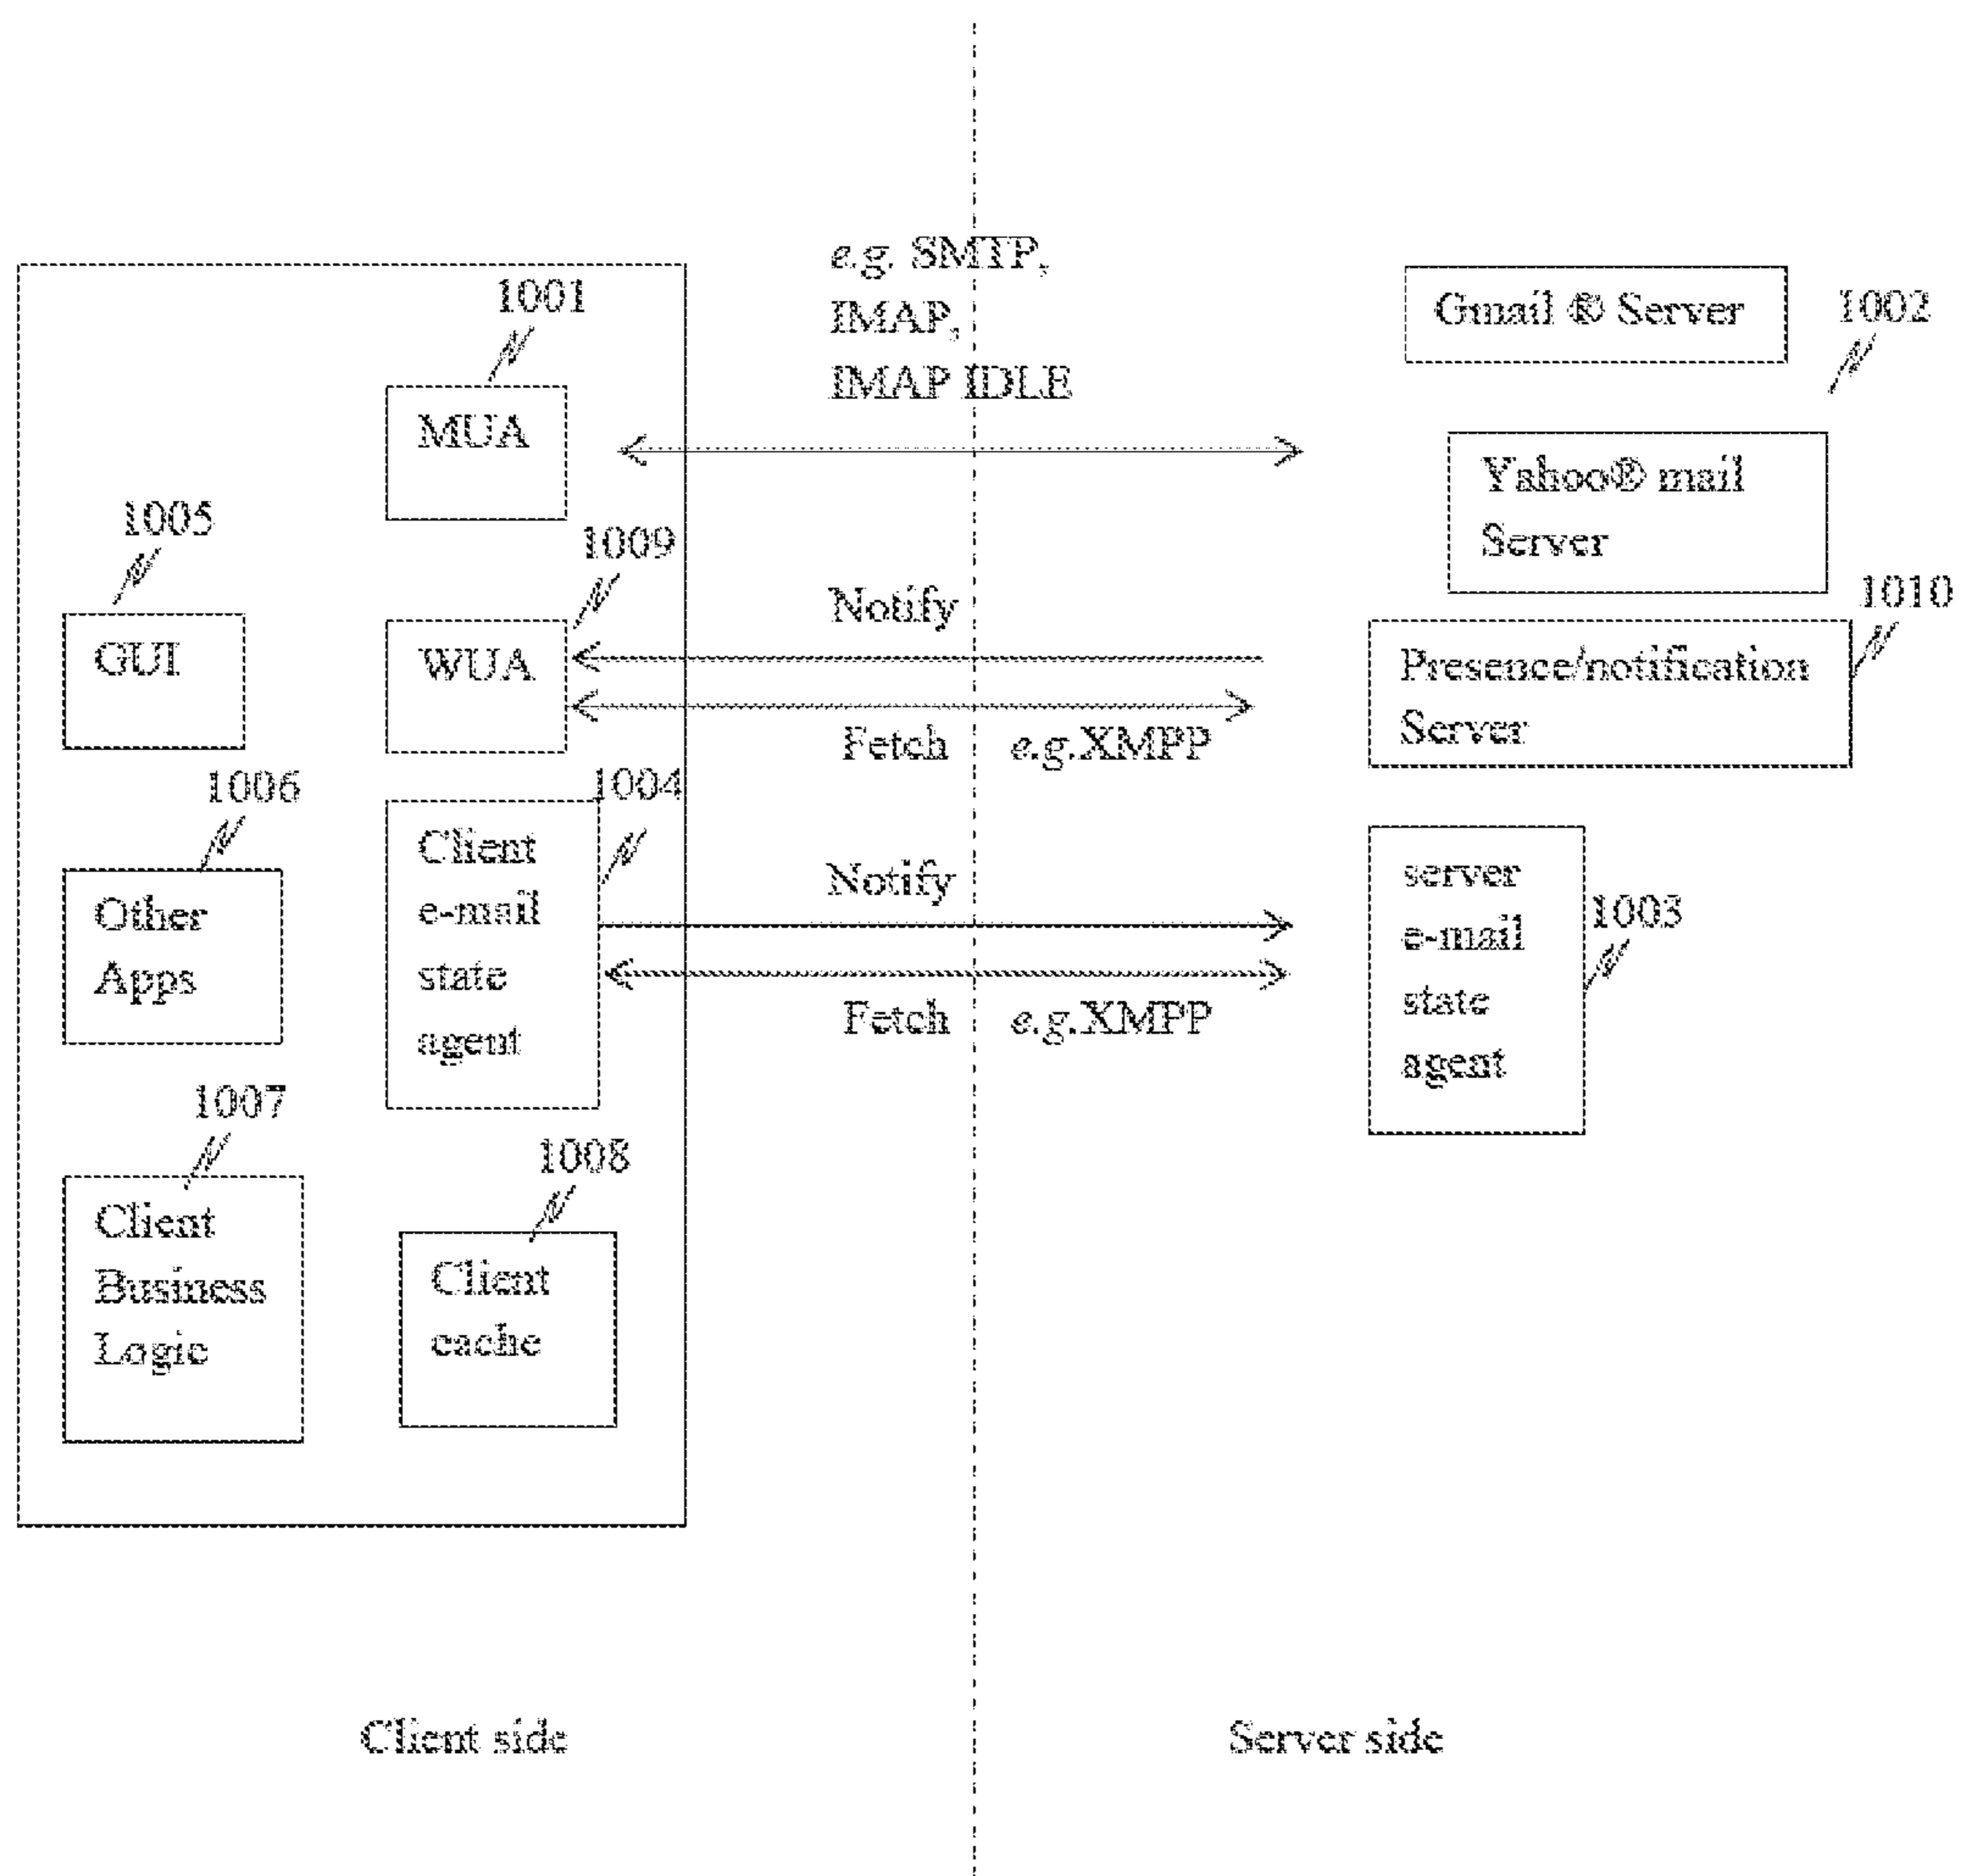 e.g. SMTP,
IMAP,
IMAP IDLE
1001
MUA
Gmail ® Server
1002
Yahoo® mail
Server
1005
GUI
1009
WUA
Notify
Fetch
e.g.XMPP
1010
Presence/notification
Server
1006
Other
Apps
1004
Client
e-mail
state
agent
Notify
Fetch
e.g.XMPP
server
e-mail
state
agent
1003
1007
Client
Business
Logic
1008
Client
cache
Client side
Server side